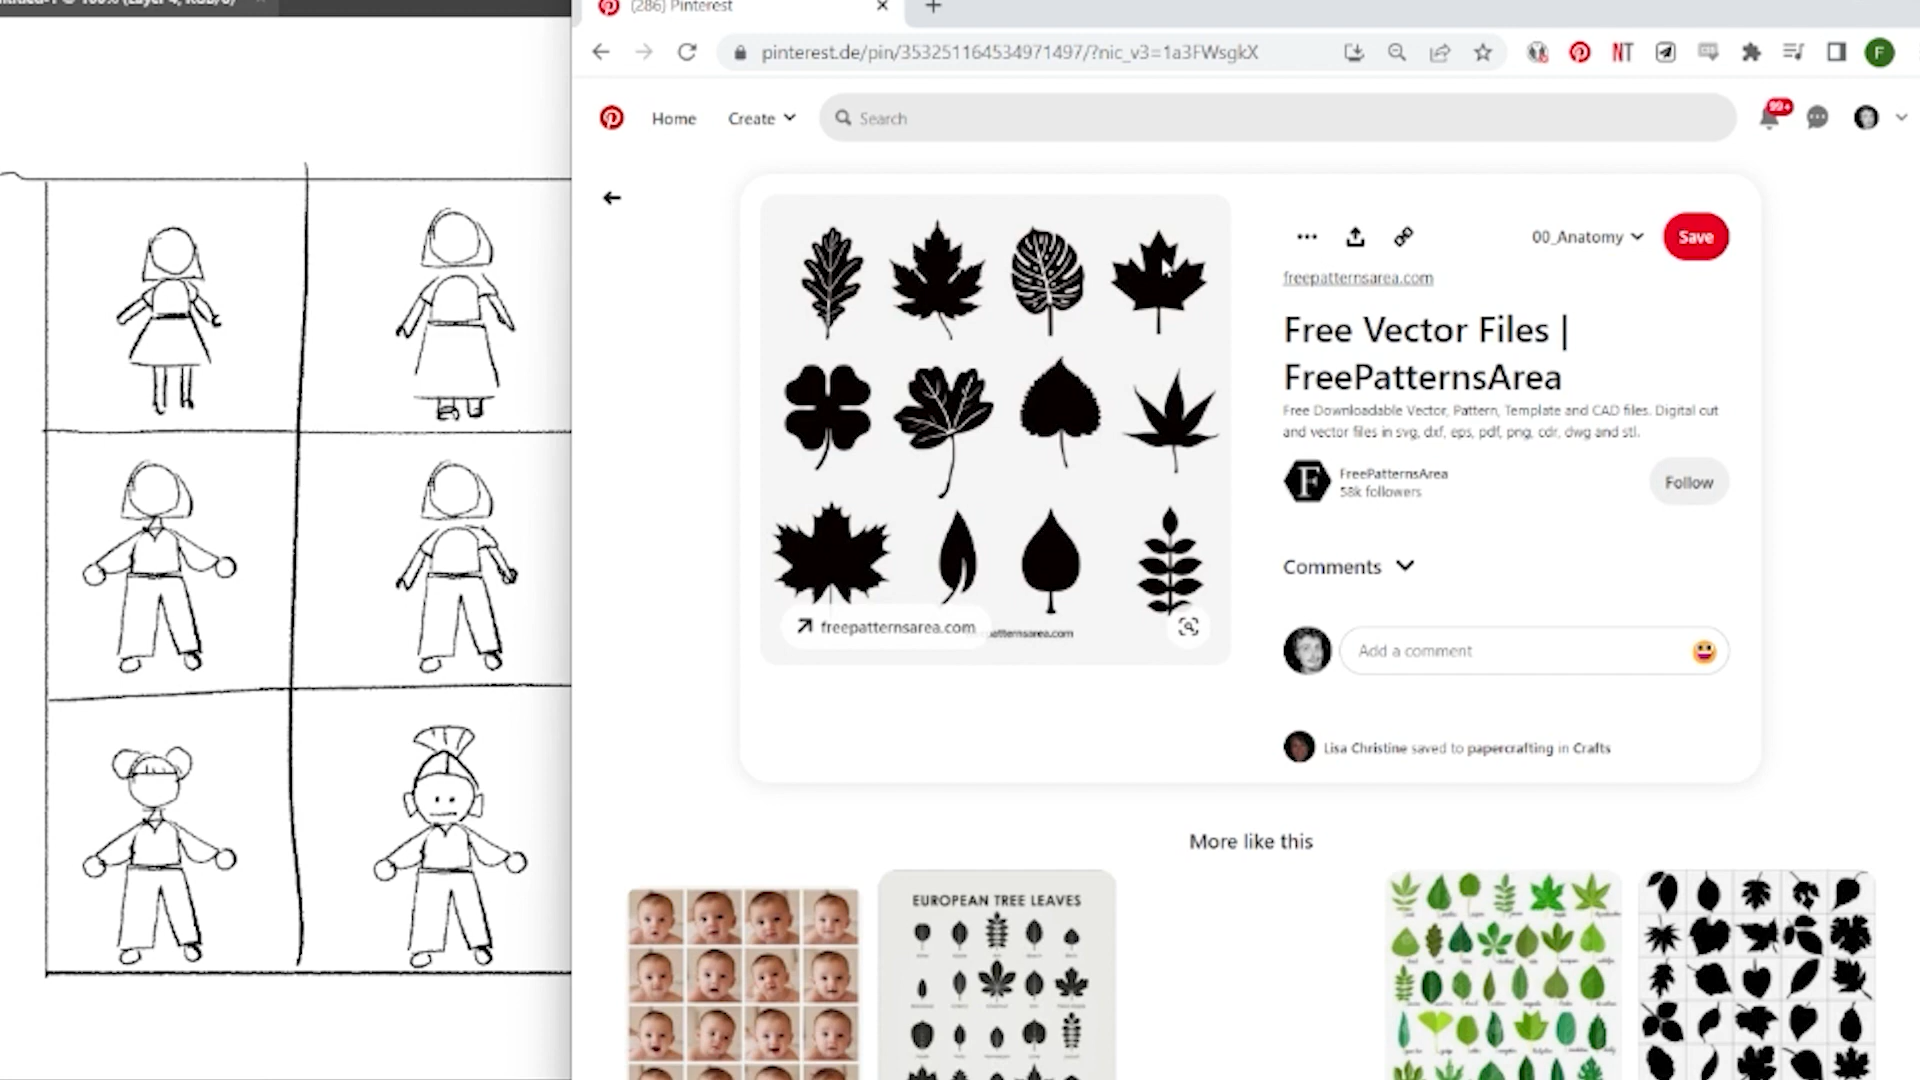 (286) Pinterest
pinterest.de/pin/353251164534971497/?nic_v3=1a3FWsgkX
NT
F
Home
Create
Search
99+
00_Anatomy
Save
freepatternsarea.com
Free Vector Files |
FreePatternsArea
Free Downloadable Vector, Pattern, Template and CAD files. Digital cut
and vector files in svg, dxf, eps, pdf, png, cdr, dwg and stl.
F
FreePatternsArea
58k followers
Follow
Comments
freepatternsarea.com
Add a comment
Lisa Christine saved to papercrafting in Crafts
More like this
EUROPEAN TREE LEAVES